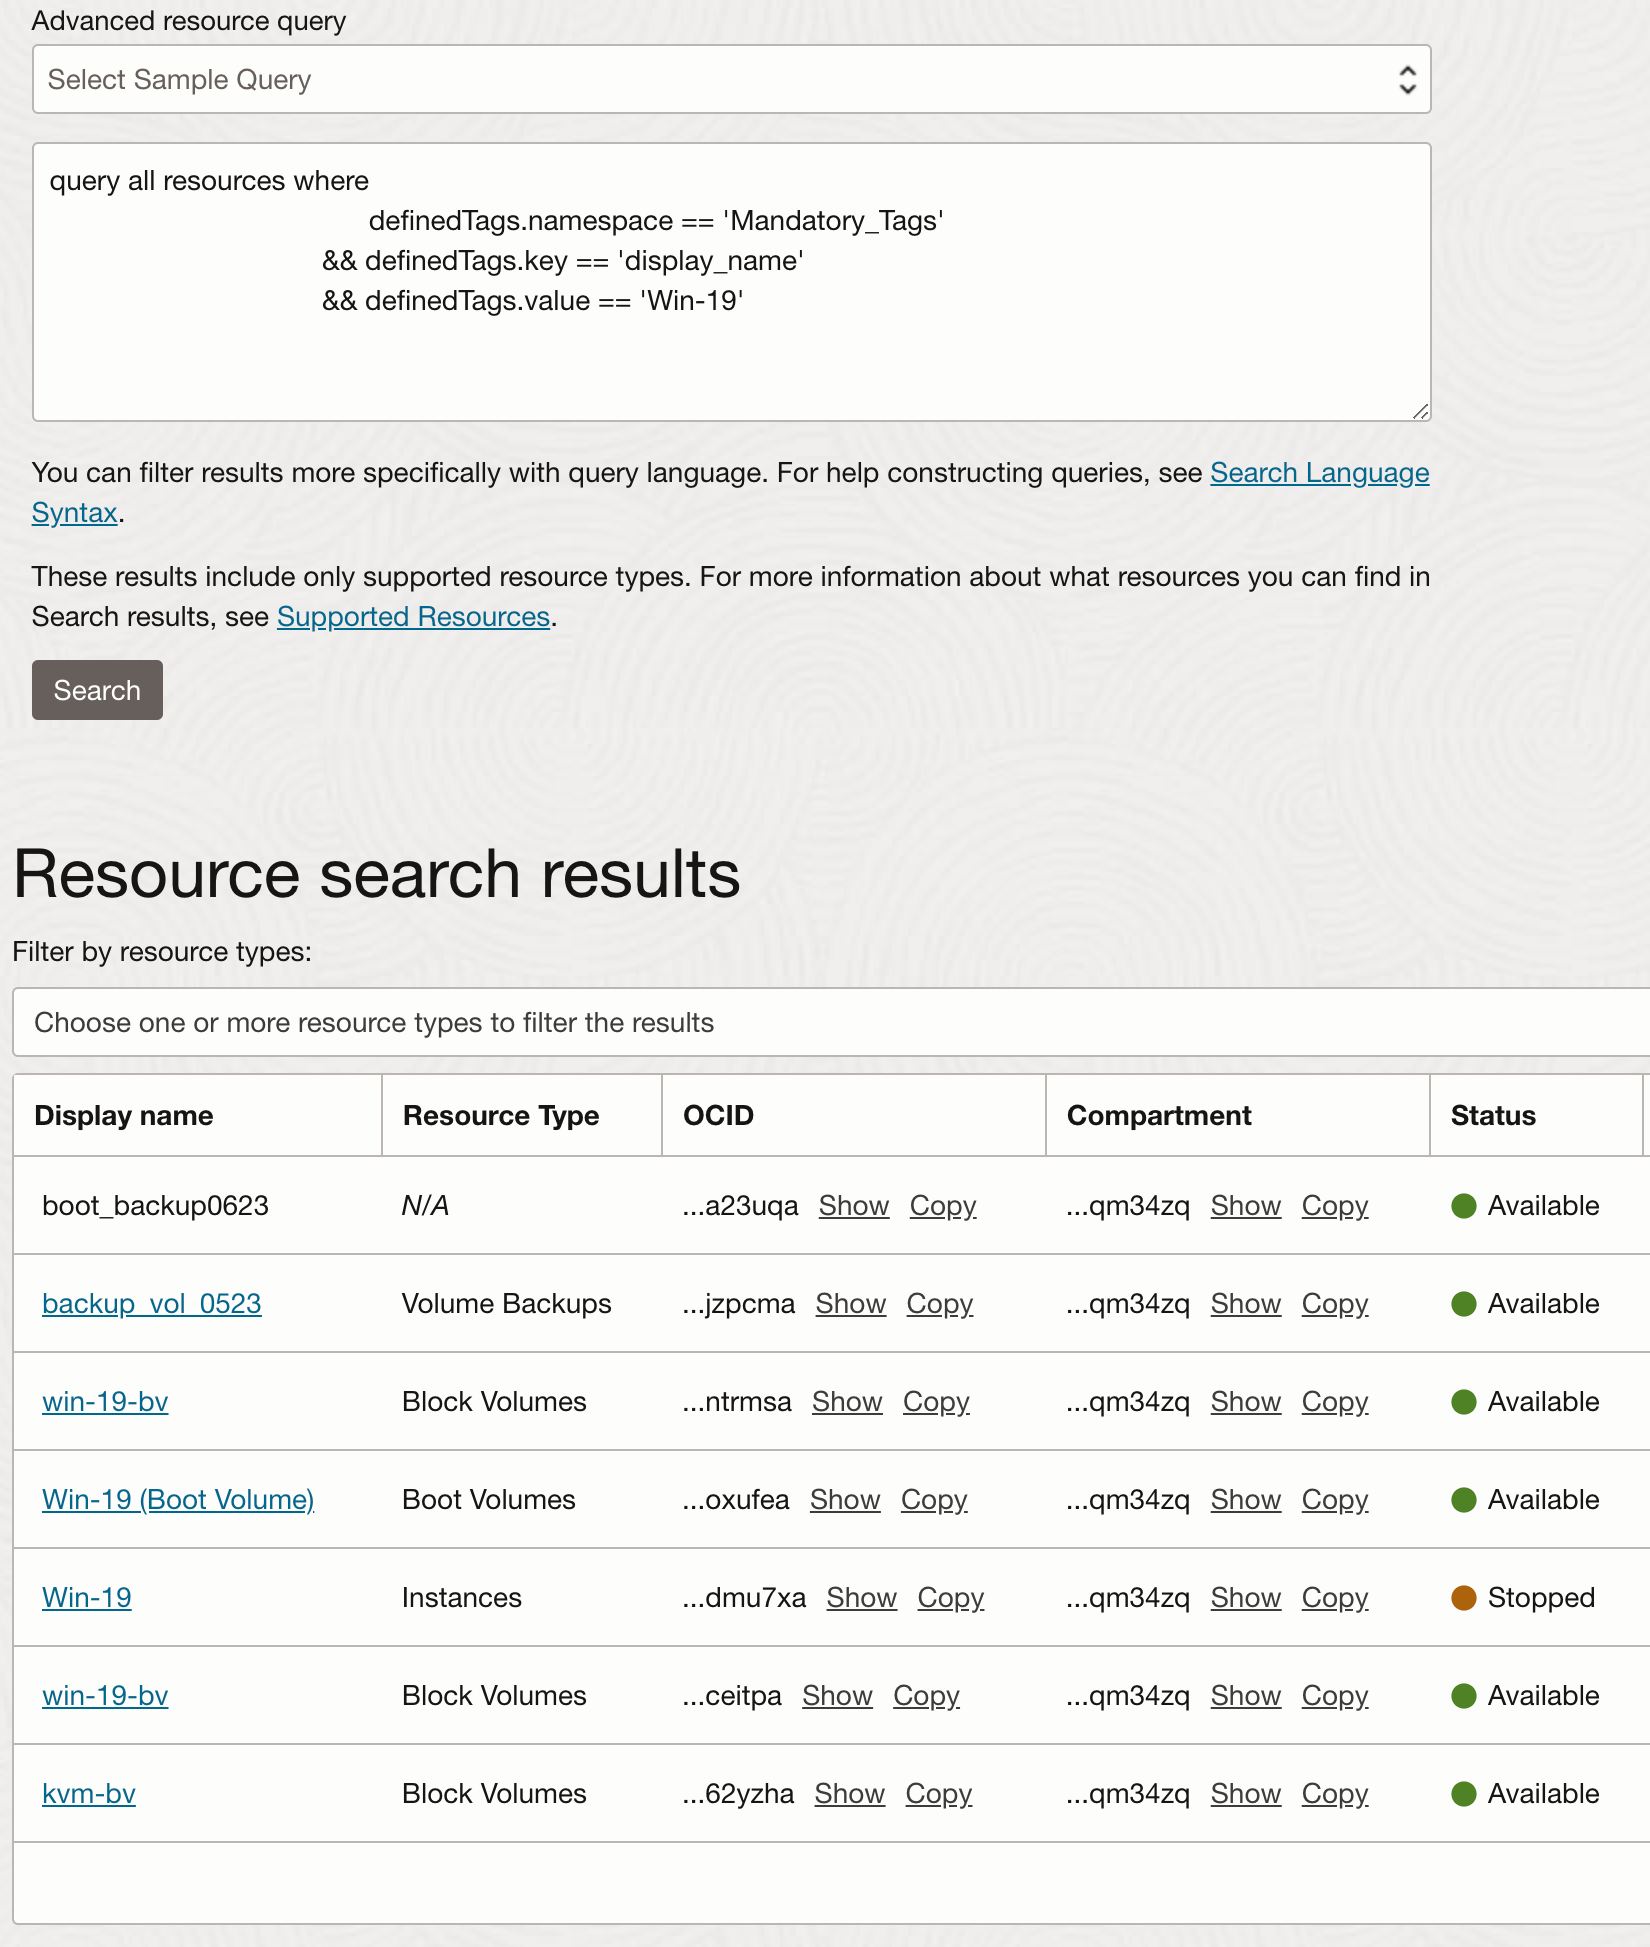 Advanced resource query
Select Sample Query
query all resources where
definedTags.namespace == 'Mandatory_Tags'
&& definedTags.key == 'display_name'
&& definedTags.value == 'Win-19'
You can filter results more specifically with query language. For help constructing queries, see Search Language
Syntax.
These results include only supported resource types. For more information about what resources you can find in
Search results, see Supported Resources.
Search
Resource search results
Filter by resource types:
Choose one or more resource types to filter the results
Display name Resource Type OCID Compartment Status
boot_backup0623 N/A ...a23uqa Show Copy ...qm34zq Show Copy Available
backup_vol_0523 Volume Backups ...jzpcma Show Copy ...qm34zq Show Copy Available
win-19-bv Block Volumes ...ntrmsa Show Copy ...qm34zq Show Copy Available
Win-19 (Boot Volume) Boot Volumes ...oxufea Show Copy ...qm34zq Show Copy Available
Win-19 Instances ...dmu7xa Show Copy ...qm34zq Show Copy Stopped
win-19-bv Block Volumes ...ceitpa Show Copy ...qm34zq Show Copy Available
kvm-bv Block Volumes ...62yzha Show Copy ...qm34zq Show Copy Available